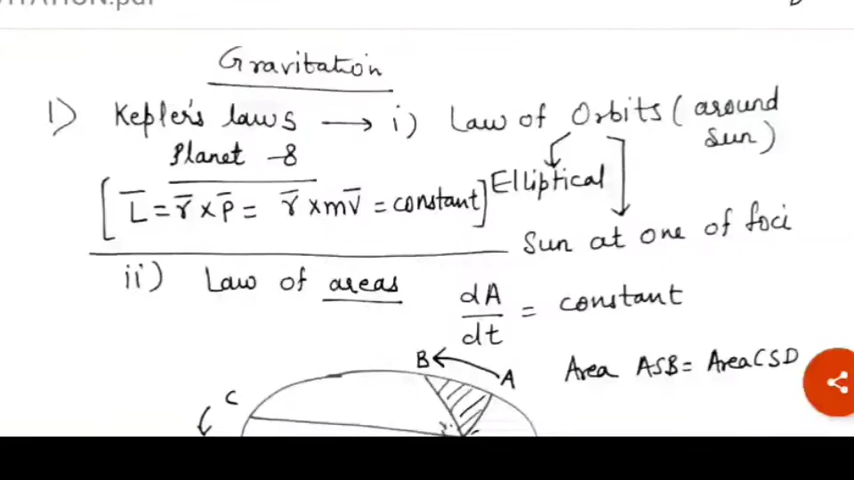 Gravitation
1) Kepler's laws → i) Law of Orbits (around Sun)
Planet - 8
Elliptical
[L̅ = r̅ × p̅ = r̅ × mv̅ = constant]
Sun at one of foci
ii) Law of areas
dA/dt = constant
B A
Area ASB = Area CSD
C